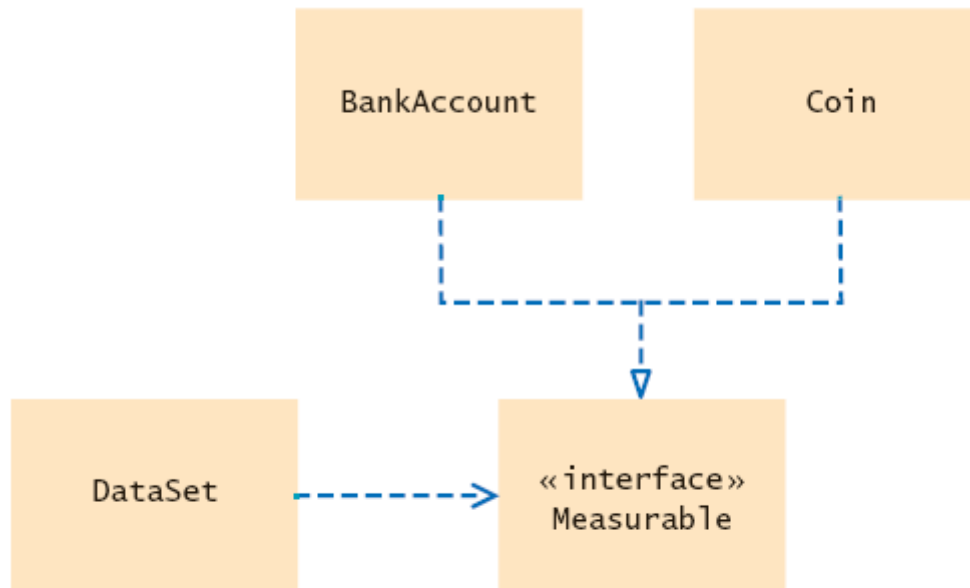 BankAccount
Coin
DataSet
«interface»
Measurable